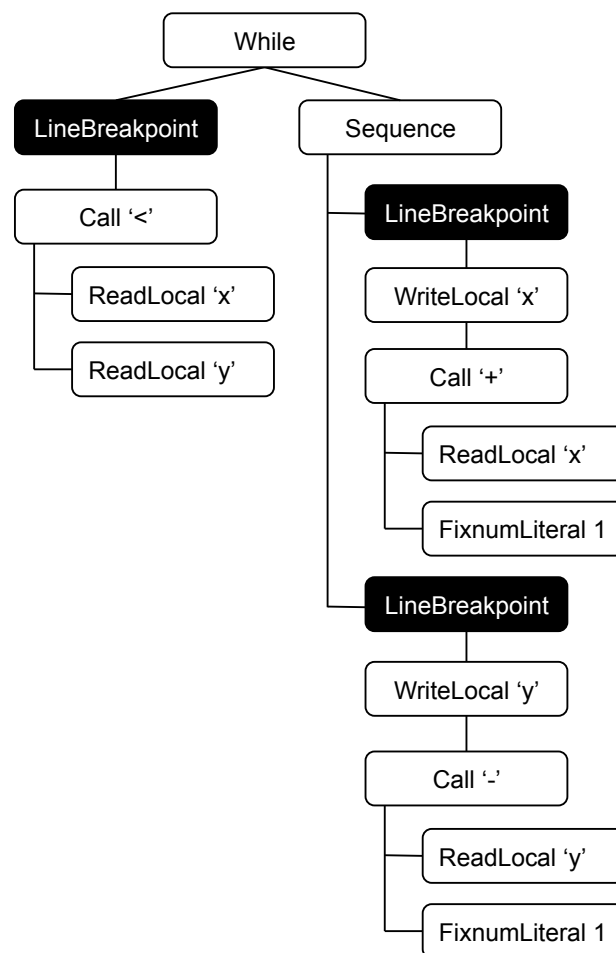 While
LineBreakpoint
Sequence
Call ‘<’
ReadLocal ‘x’
ReadLocal ‘y’
LineBreakpoint
WriteLocal ‘x’
Call ‘+’
ReadLocal ‘x’
FixnumLiteral 1
LineBreakpoint
WriteLocal ‘y’
Call ‘-’
ReadLocal ‘y’
FixnumLiteral 1